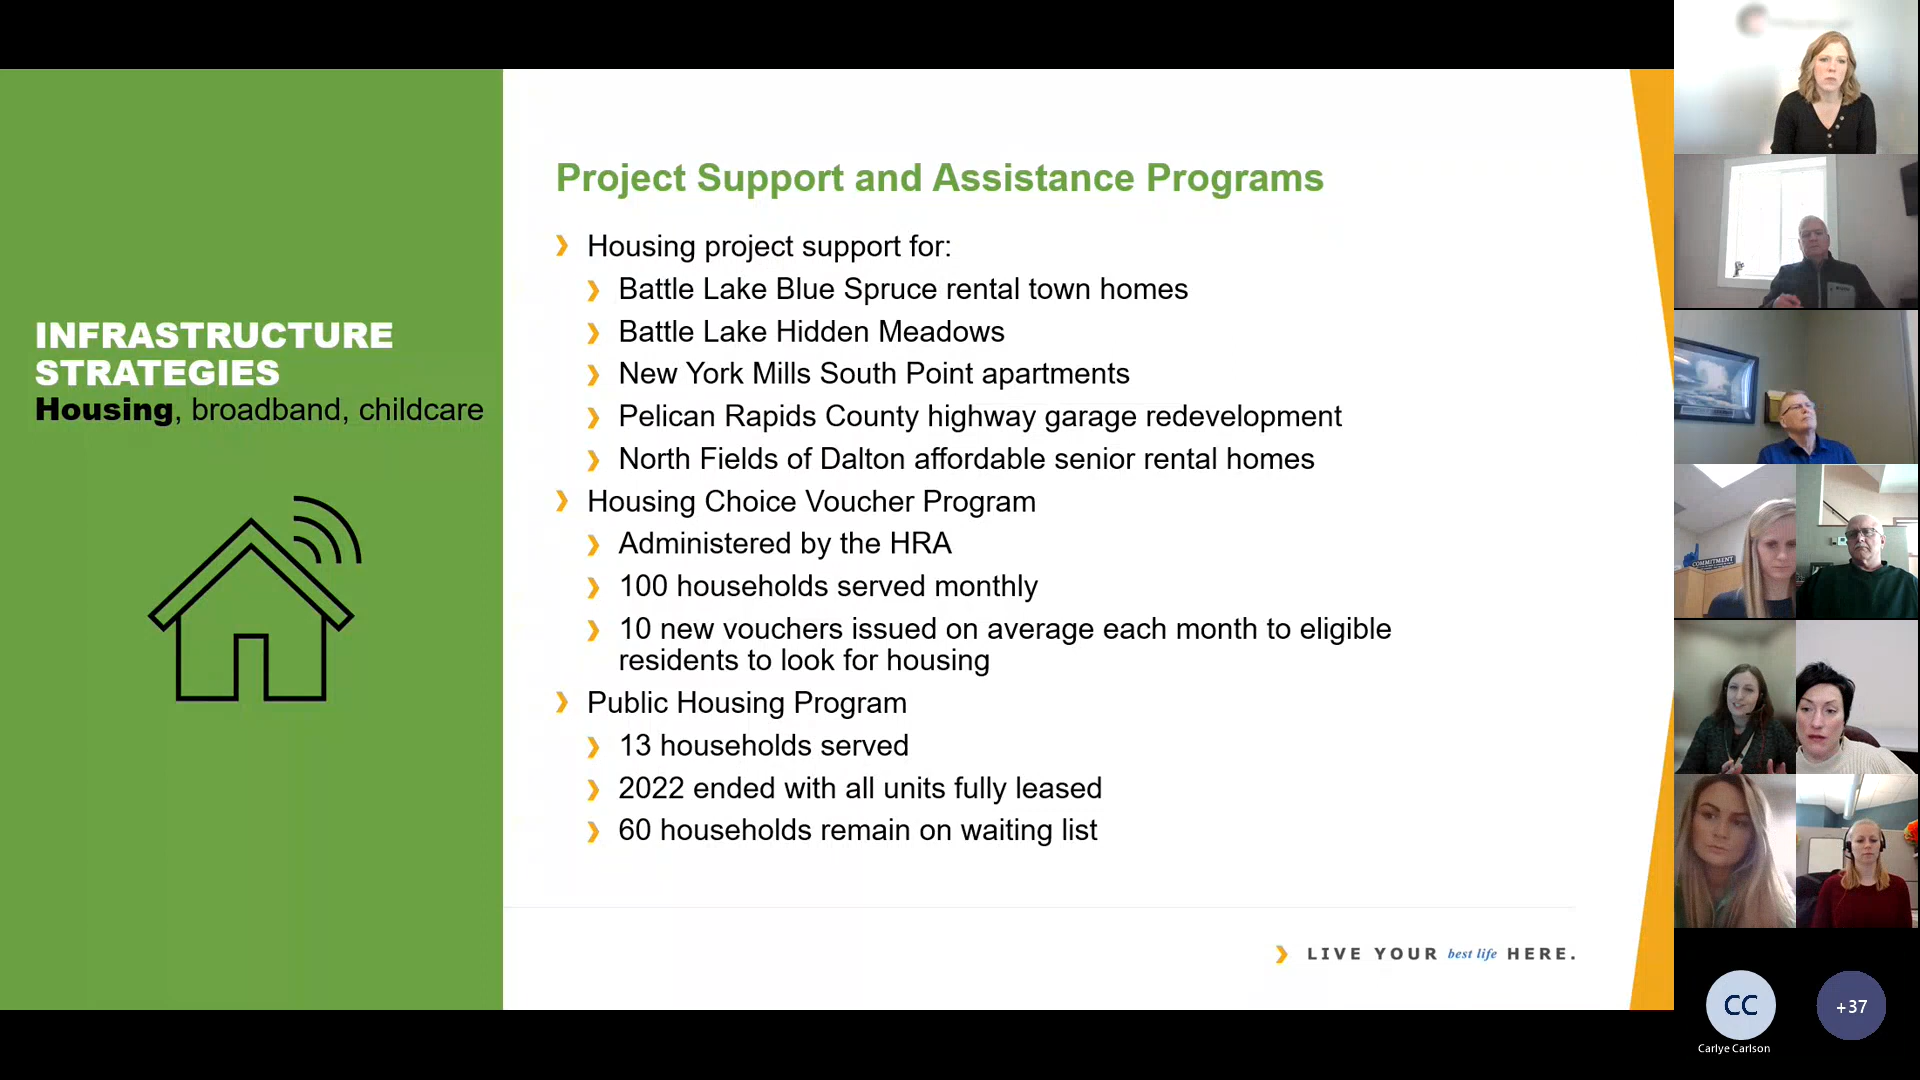 INFRASTRUCTURE
STRATEGIES
Housing, broadband, childcare
Project Support and Assistance Programs
Housing project support for:
Battle Lake Blue Spruce rental town homes
Battle Lake Hidden Meadows
New York Mills South Point apartments
Pelican Rapids County highway garage redevelopment
North Fields of Dalton affordable senior rental homes
Housing Choice Voucher Program
Administered by the HRA
100 households served monthly
10 new vouchers issued on average each month to eligible
residents to look for housing
Public Housing Program
13 households served
2022 ended with all units fully leased
60 households remain on waiting list
LIVE YOUR best life HERE.
COMMITMENT
CC
+37
Carlye Carlson